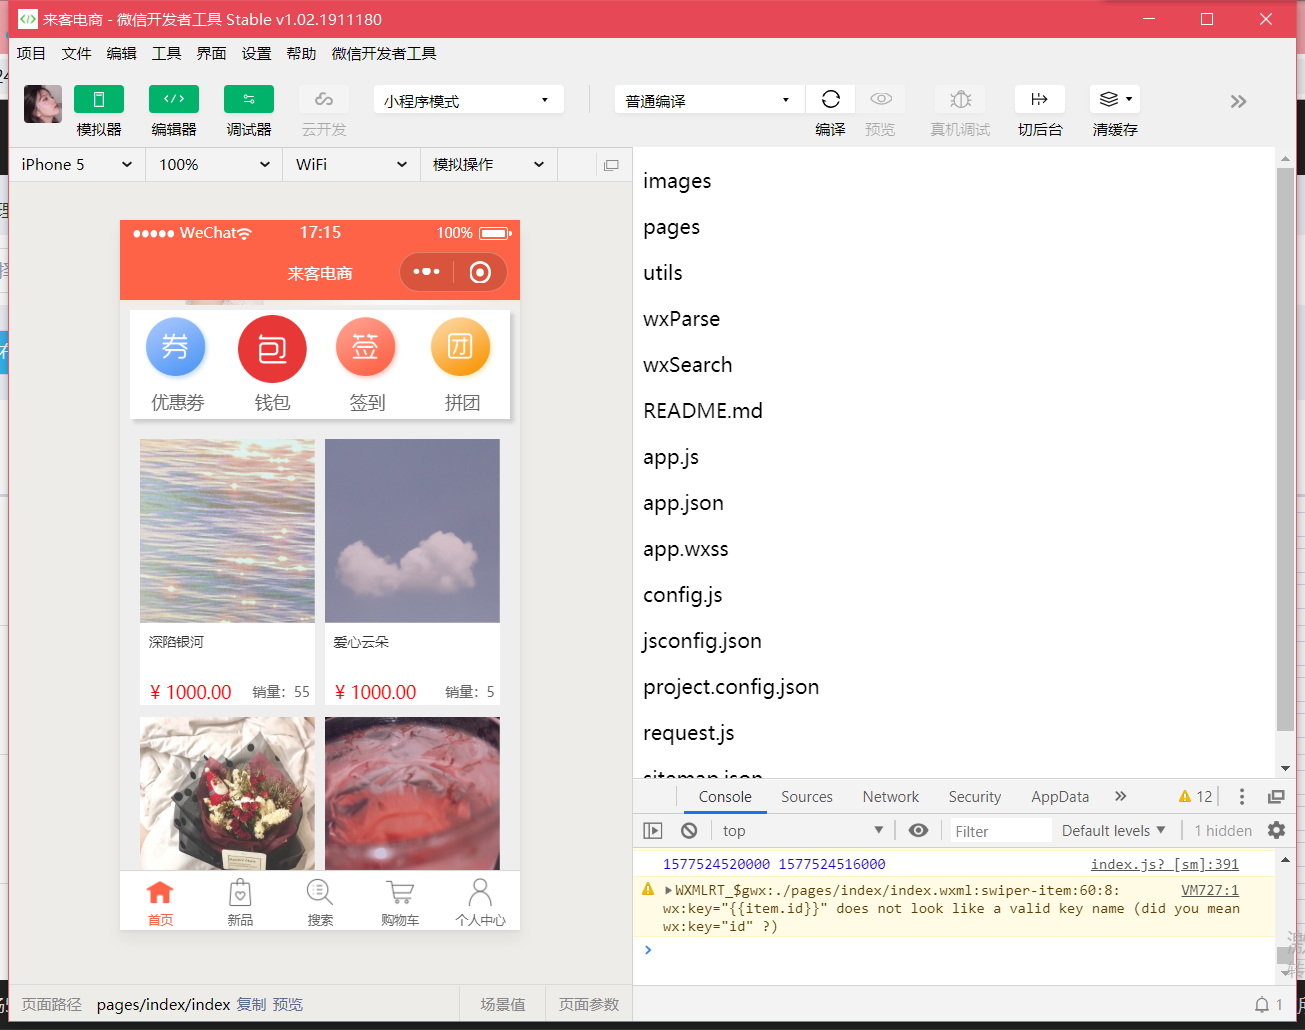 来客电商 - 微信开发者工具 Stable v1.02.1911180
项目 文件 编辑 工具 界面 设置 帮助 微信开发者工具
小程序模式 普通编译
模拟器 编辑器 调试器 云开发 编译 预览 真机调试 切后台 清缓存
iPhone 5 100% WiFi 模拟操作
WeChat 17:15 100%
来客电商
券 包 签 团
优惠券 钱包 签到 拼团
深陷银河 爱心云朵
¥ 1000.00 销量：55 ¥ 1000.00 销量：5
首页 新品 搜索 购物车 个人中心
页面路径 pages/index/index 复制 预览 场景值 页面参数
images
pages
utils
wxParse
wxSearch
README.md
app.js
app.json
app.wxss
config.js
jsconfig.json
project.config.json
request.js
sitemap.json
Console Sources Network Security AppData 12
top Filter Default levels 1 hidden
1577524520000 1577524516000 index.js? [sm]:391
WXMLRT_$gwx:./pages/index/index.wxml:swiper-item:60:8: VM727:1
wx:key="{{item.id}}" does not look like a valid key name (did you mean
wx:key="id" ?)
1